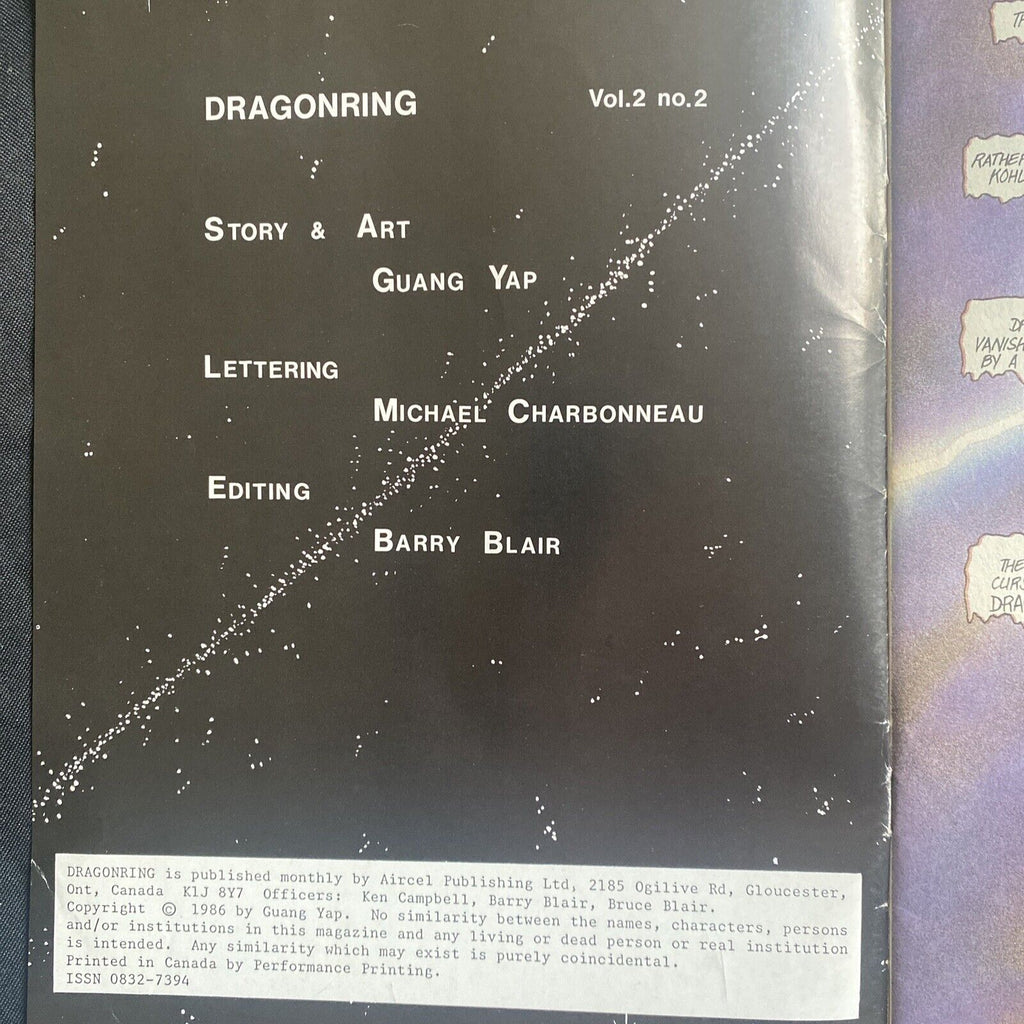 DRAGONRING Vol.2 no.2
STORY & ART
GUANG YAP
LETTERING
MICHAEL CHARBONNEAU
EDITING
BARRY BLAIR
DRAGONRING is published monthly by Aircel Publishing Ltd, 2185 Ogilive Rd, Gloucester,
Ont, Canada K1J 8Y7 Officers: Ken Campbell, Barry Blair, Bruce Blair.
Copyright © 1986 by Guang Yap. No similarity between the names, characters, persons
and/or institutions in this magazine and any living or dead person or real institution
is intended. Any similarity which may exist is purely coincidental.
Printed in Canada by Performance Printing.
ISSN 0832-7394
VANISH
BY A
THE